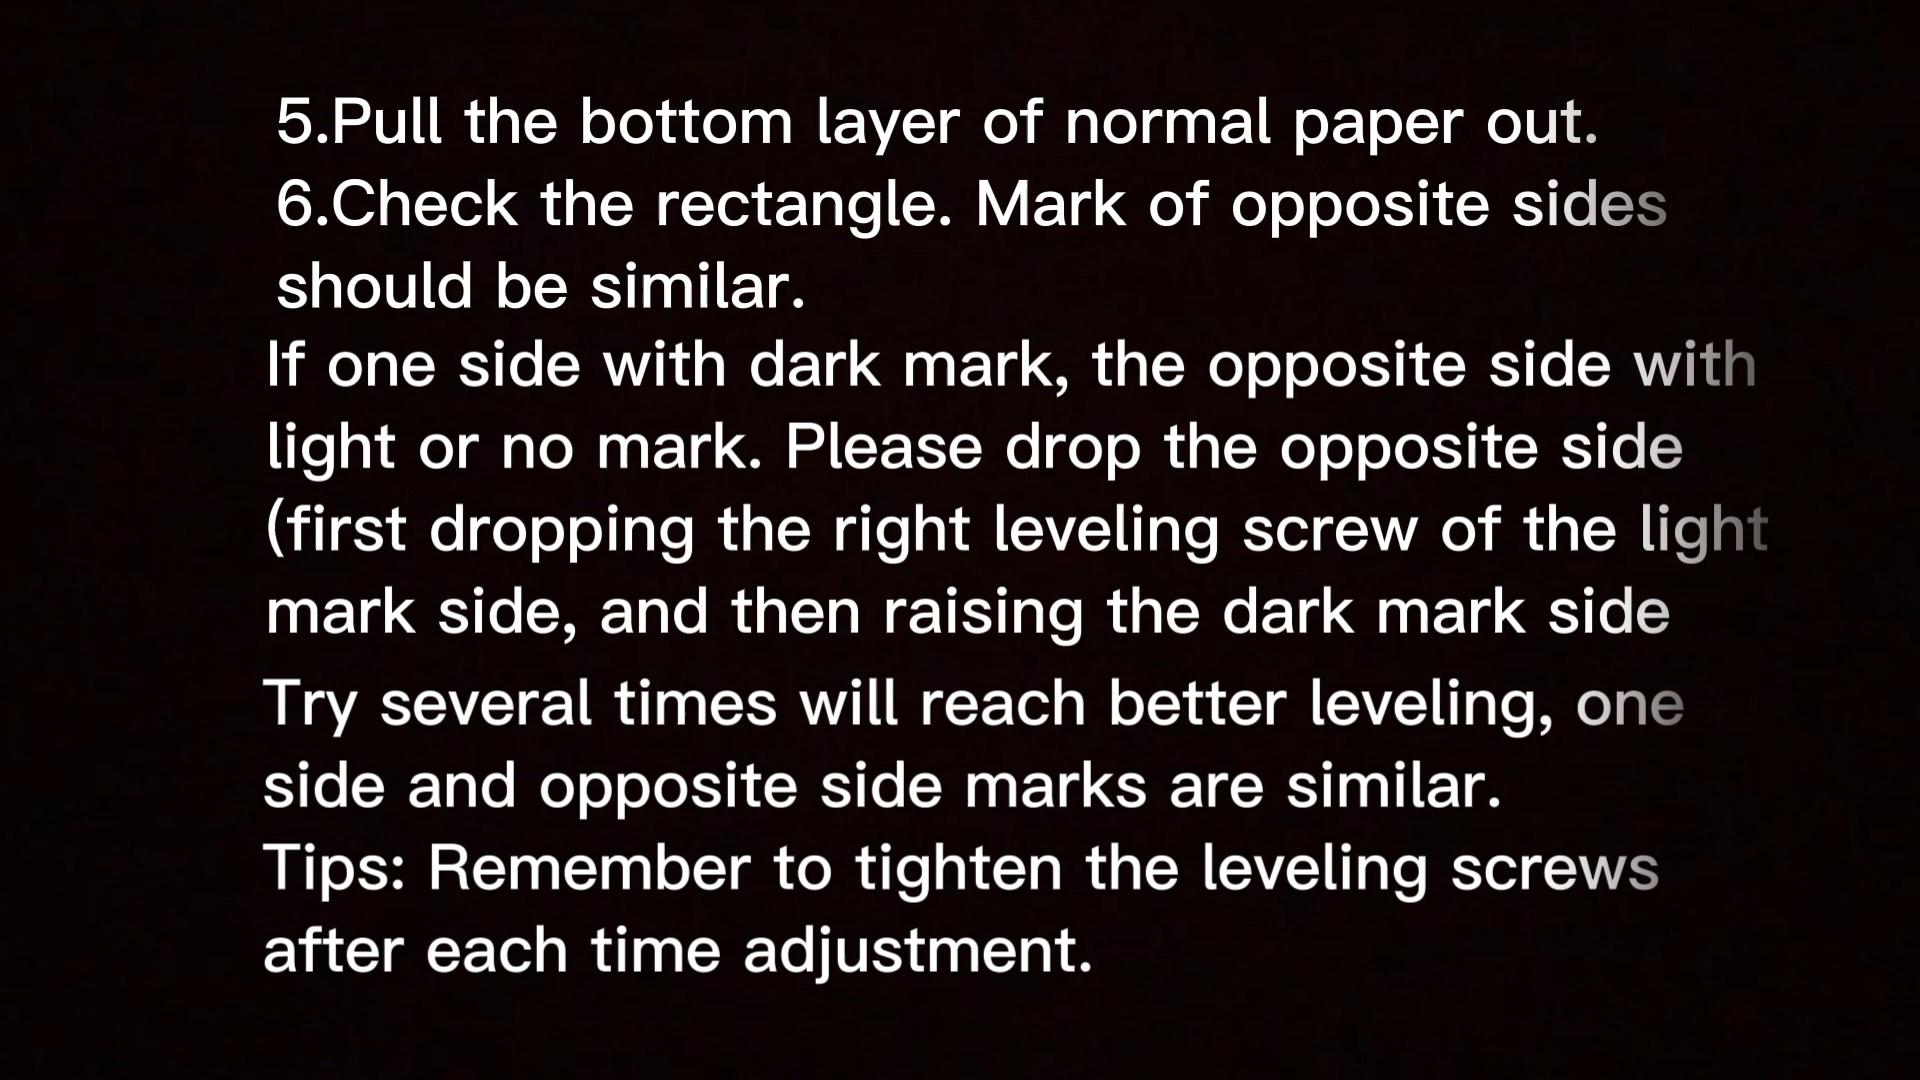 5.Pull the bottom layer of normal paper out.
6.Check the rectangle. Mark of opposite sides
should be similar.
If one side with dark mark, the opposite side with
light or no mark. Please drop the opposite side
(first dropping the right leveling screw of the light
mark side, and then raising the dark mark side
Try several times will reach better leveling, one
side and opposite side marks are similar.
Tips: Remember to tighten the leveling screws
after each time adjustment.